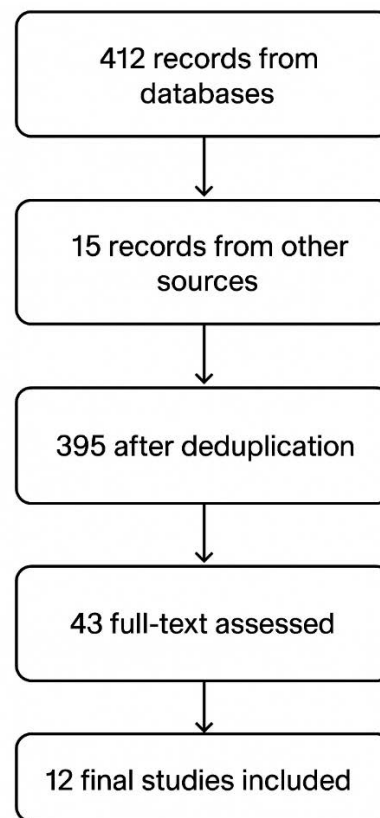 412 records from
databases
15 records from other
sources
395 after deduplication
43 full-text assessed
12 final studies included